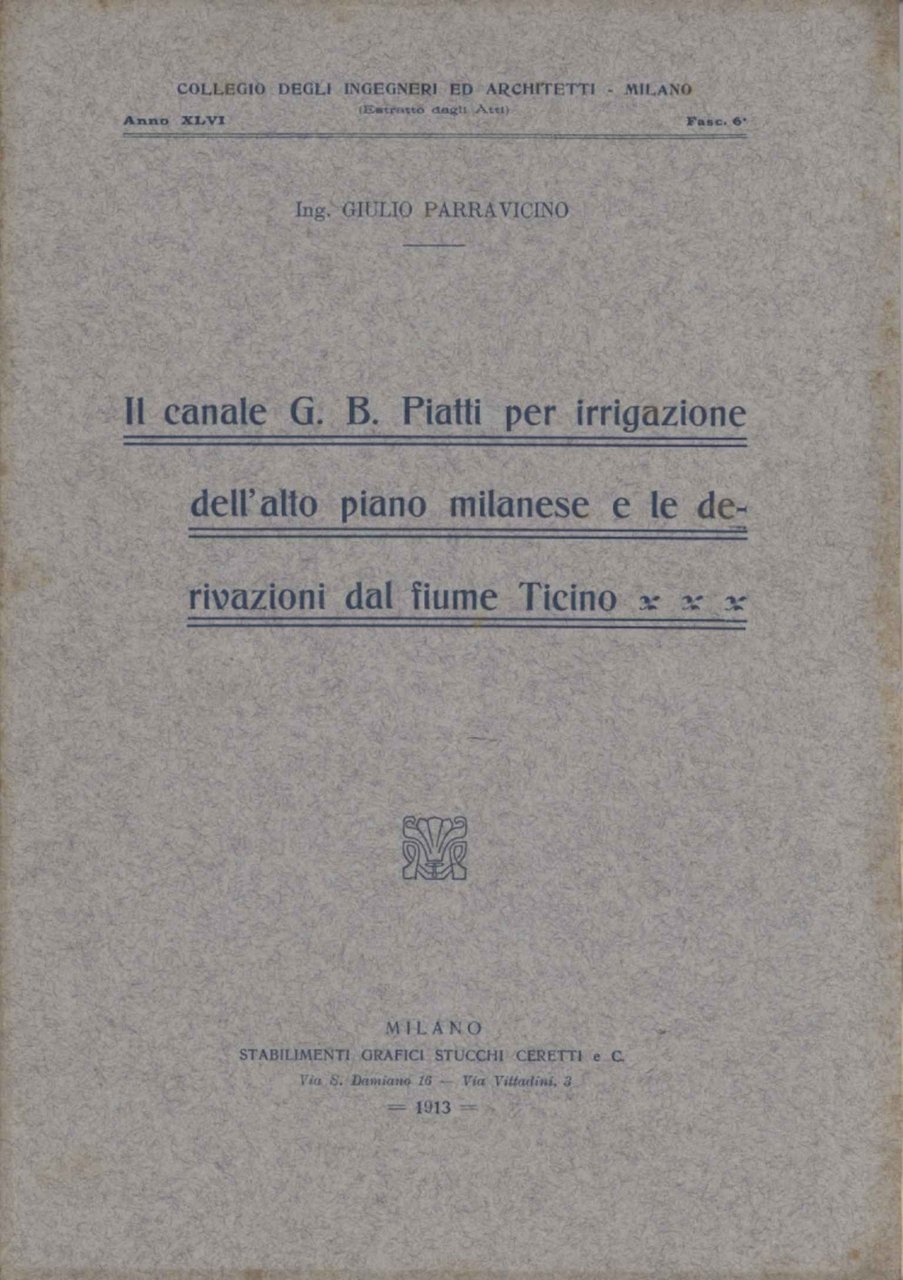 COLLEGIO DEGLI INGEGNERI ED ARCHITETTI - MILANO
(Estratto dagli Atti)
Anno XLVI Fasc. 6°
Ing. GIULIO PARRAVICINO
Il canale G. B. Piatti per irrigazione
dell'alto piano milanese e le de-
rivazioni dal fiume Ticino
MILANO
STABILIMENTI GRAFICI STUCCHI CERETTI e C.
Via S. Damiano 16 — Via Vittadini, 3
= 1913 =